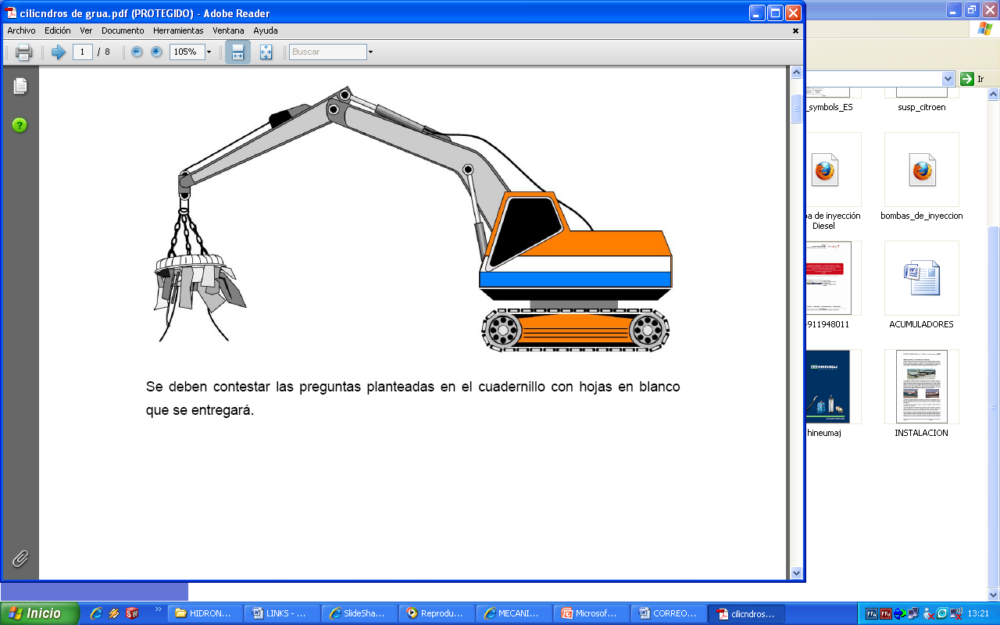 cilicndros de grua.pdf (PROTEGIDO) - Adobe Reader
Archivo Edición Ver Documento Herramientas Ventana Ayuda
1 / 8 105% Buscar
Ir
_symbols_ES susp_citroen
a de inyección Diesel bombas_de_inyeccion
911948011 ACUMULADORES
hineumaj INSTALACION
Se deben contestar las preguntas planteadas en el cuadernillo con hojas en blanco
que se entregará.
Inicio HIDRON... LINKS - ... SlideSha... Reprodu... MECANI... Microsof... CORREO... cilicndros... 13:21